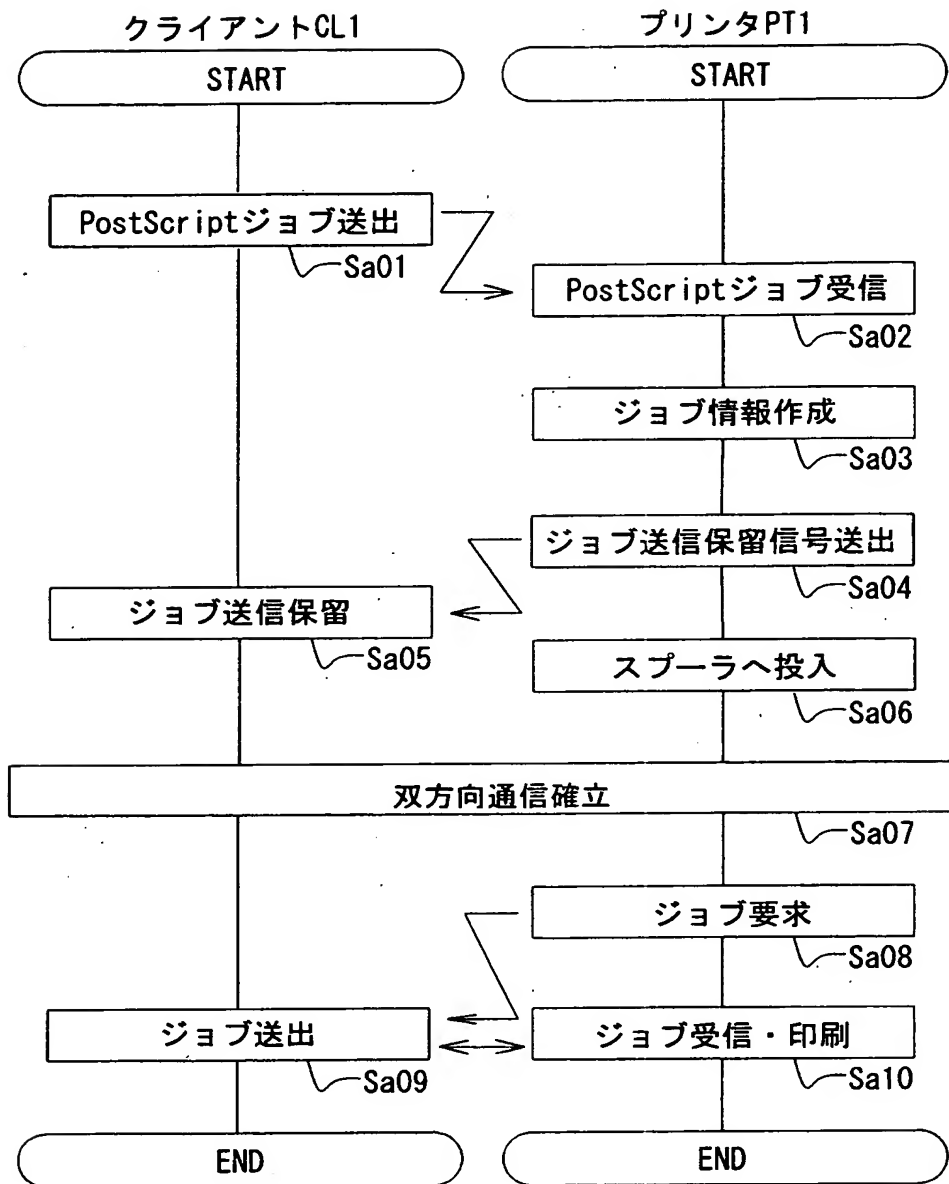 クライアントCL1
プリンタPT1
START
START
PostScriptジョブ送出
Sa01
PostScriptジョブ受信
Sa02
ジョブ情報作成
Sa03
ジョブ送信保留信号送出
Sa04
ジョブ送信保留
Sa05
スプーラへ投入
Sa06
双方向通信確立
Sa07
ジョブ要求
Sa08
ジョブ送出
Sa09
ジョブ受信・印刷
Sa10
END
END